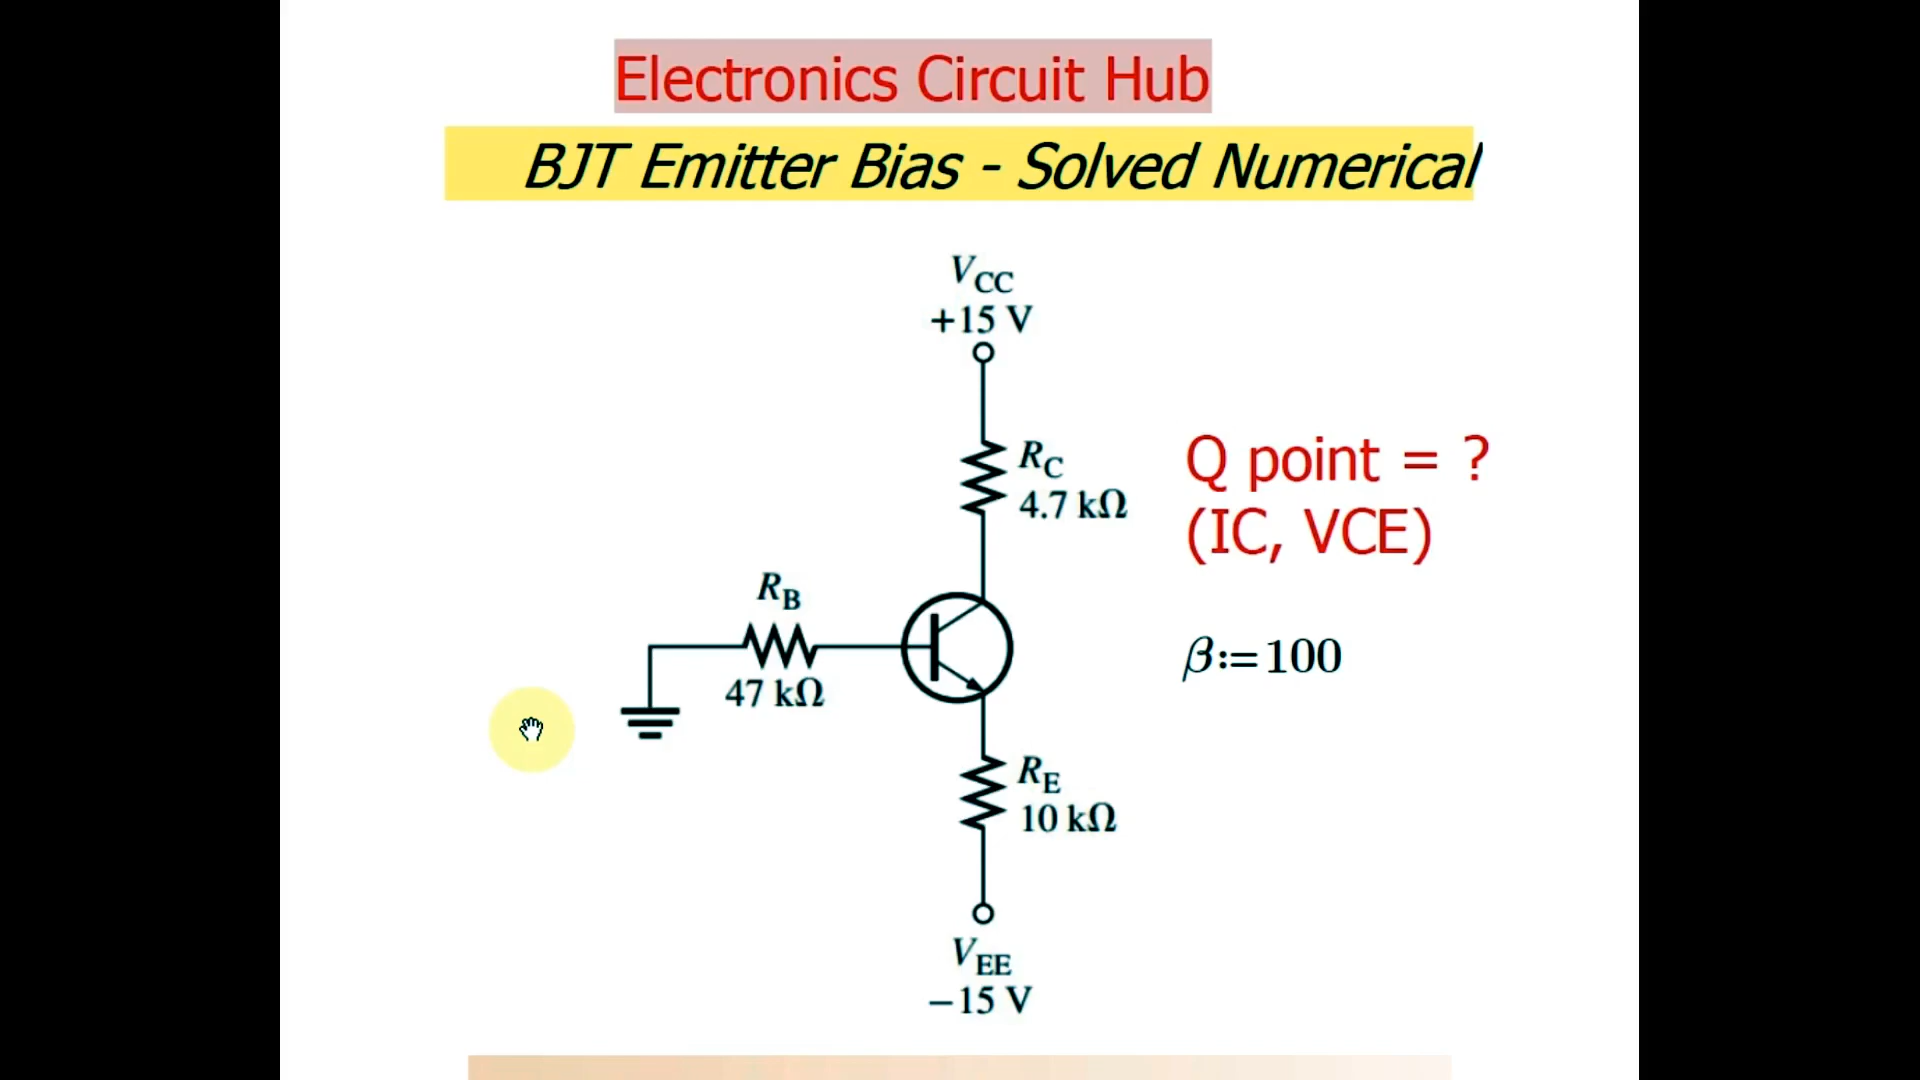 Electronics Circuit Hub
BJT Emitter Bias - Solved Numerical
VCC
+15 V
RC
4.7 kΩ
Q point = ?
(IC, VCE)
RB
47 kΩ
β:=100
RE
10 kΩ
VEE
−15 V